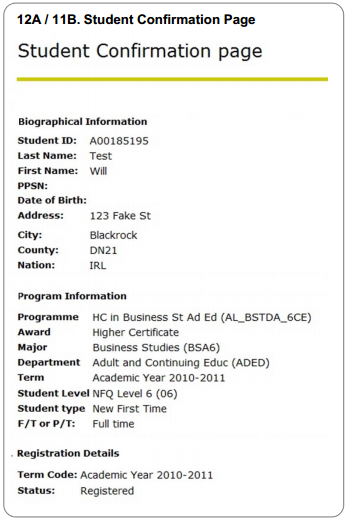 12A / 11B. Student Confirmation Page
Student Confirmation page
Biographical Information
Student ID: A00185195
Last Name: Test
First Name: Will
PPSN:
Date of Birth:
Address: 123 Fake St
City: Blackrock
County: DN21
Nation: IRL
Program Information
Programme HC in Business St Ad Ed (AL_BSTDA_6CE)
Award Higher Certificate
Major Business Studies (BSA6)
Department Adult and Continuing Educ (ADED)
Term Academic Year 2010-2011
Student Level NFQ Level 6 (06)
Student type New First Time
F/T or P/T: Full time
. Registration Details
Term Code: Academic Year 2010-2011
Status: Registered